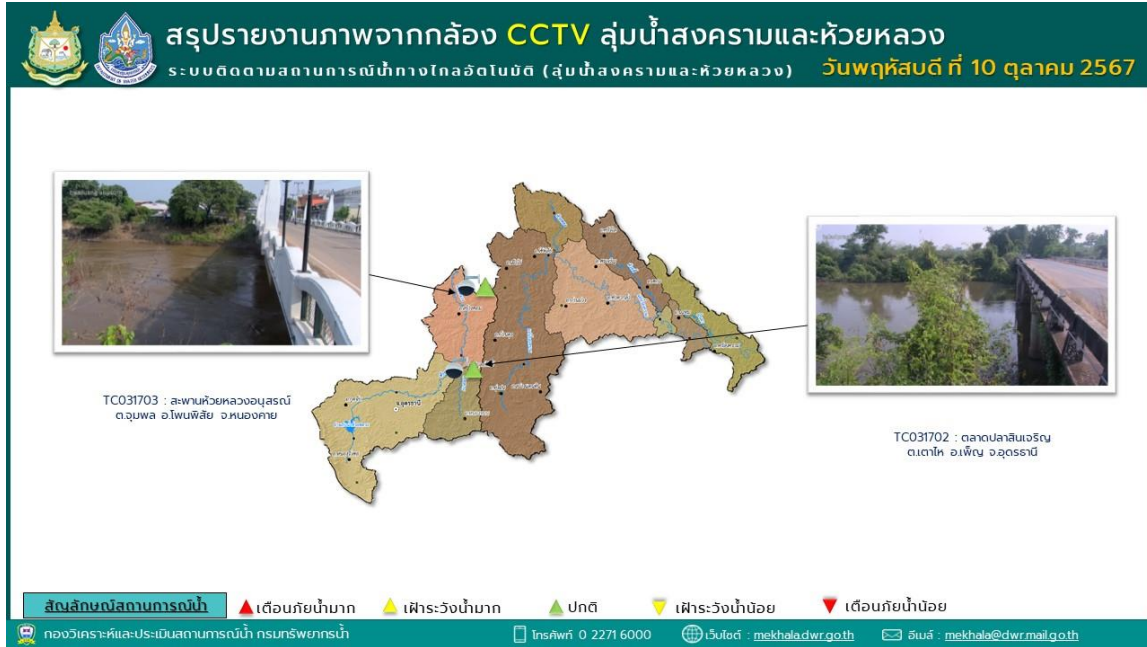 สรุปรายงานภาพจากกล้อง CCTV ลุ่มน้ำสงครามและห้วยหลวง
ระบบติดตามสถานการณ์น้ำทางไกลอัตโนมัติ (ลุ่มน้ำสงครามและห้วยหลวง)
วันพฤหัสบดี ที่ 10 ตุลาคม 2567
TC031703 : สะพานห้วยหลวงอนุสรณ์
ต.จุมพล อ.โพนพิสัย จ.หนองคาย
TC031702 : ตลาดปลาสินเจริญ
ต.เตาไห อ.เพ็ญ จ.อุดรธานี
จ.อุดรธานี
สัญลักษณ์สถานการณ์น้ำ
เตือนภัยน้ำมาก
เฝ้าระวังน้ำมาก
ปกติ
เฝ้าระวังน้ำน้อย
เตือนภัยน้ำน้อย
กองวิเคราะห์และประเมินสถานการณ์น้ำ กรมทรัพยากรน้ำ
โทรศัพท์ 0 2271 6000
เว็บไซต์ : mekhala.dwr.go.th
อีเมล์ : mekhala@dwr.mail.go.th